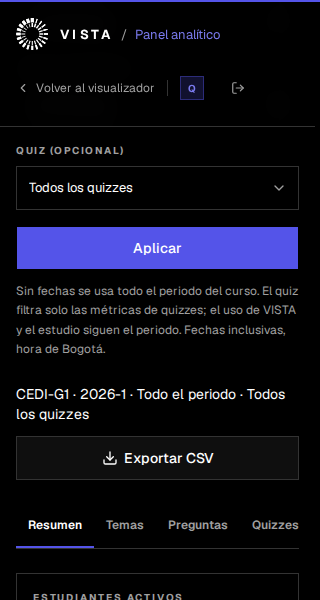 VISTA / Panel analítico
Volver al visualizador Q
QUIZ (OPCIONAL)
Todos los quizzes
Aplicar
Sin fechas se usa todo el periodo del curso. El quiz
filtra solo las métricas de quizzes; el uso de VISTA
y el estudio siguen el periodo. Fechas inclusivas,
hora de Bogotá.
CEDI-G1 · 2026-1 · Todo el periodo · Todos
los quizzes
Exportar CSV
Resumen Temas Preguntas Quizzes
ESTUDIANTES ACTIVOS